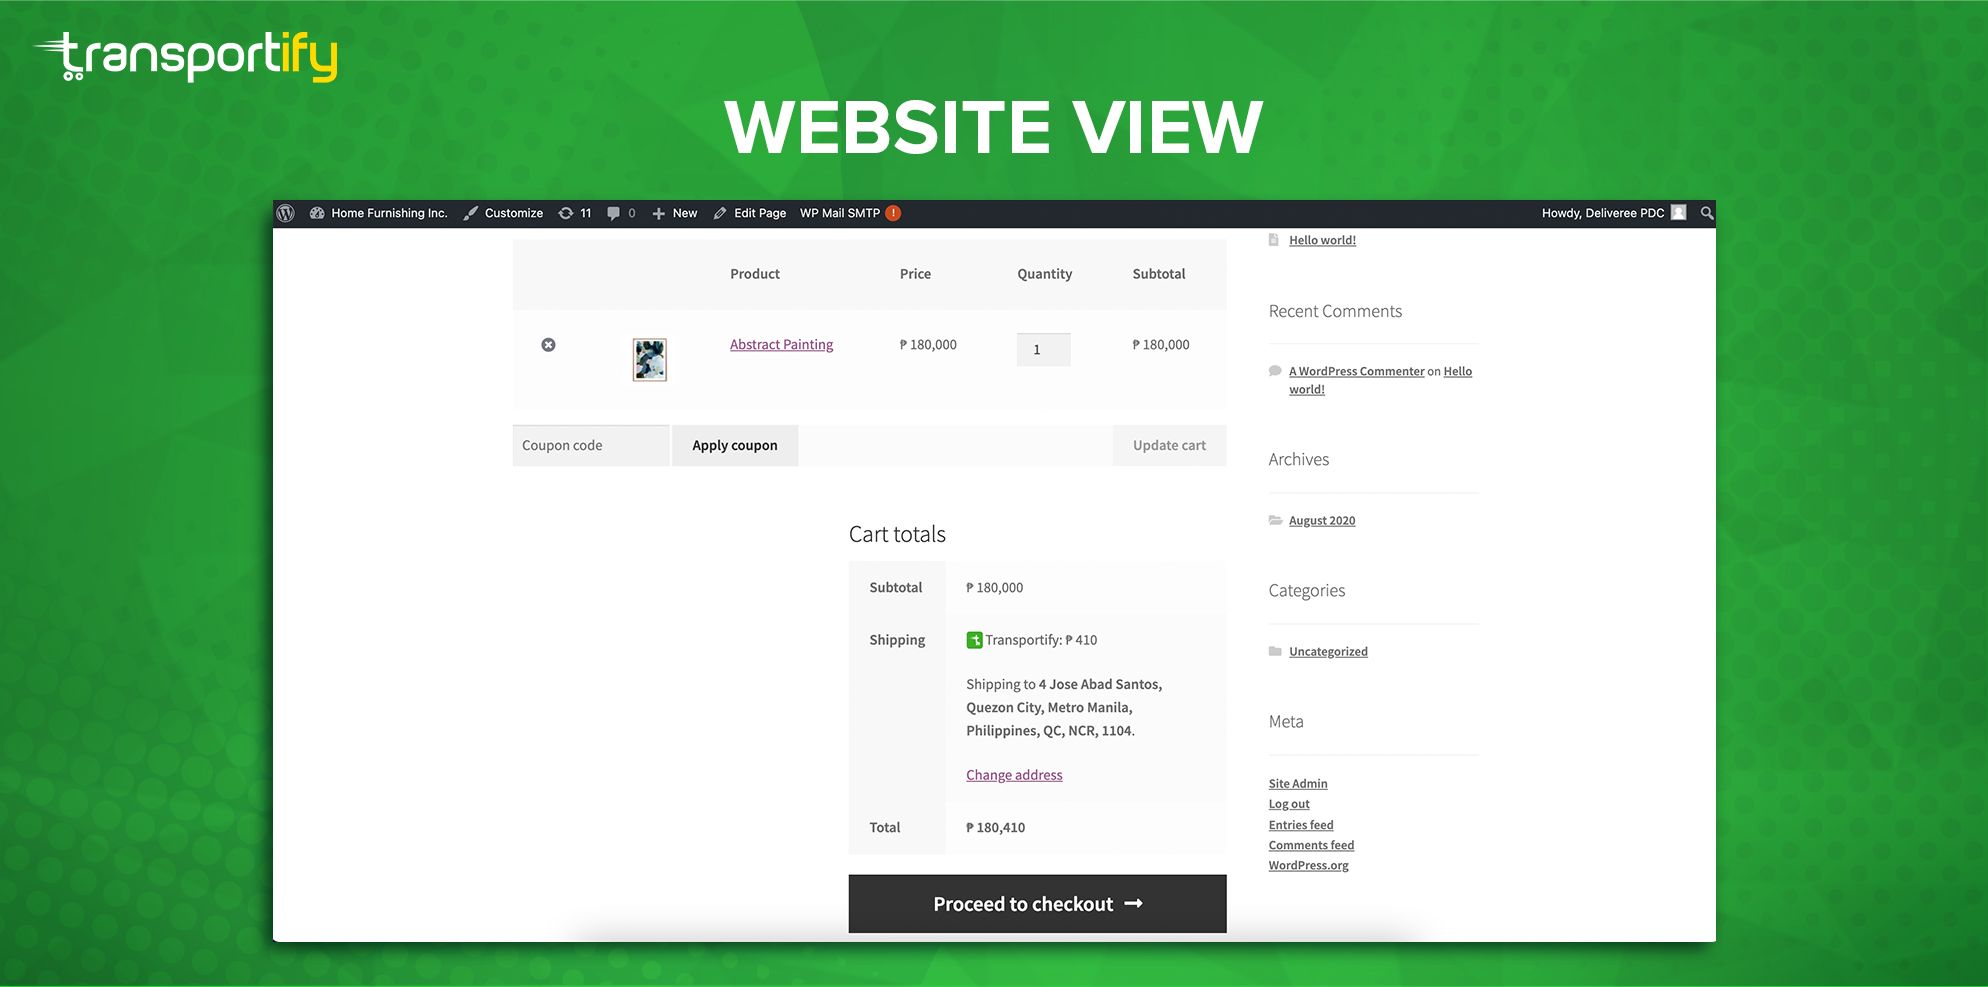 transportify
WEBSITE VIEW
Home Furnishing Inc. Customize 11 0 New Edit Page WP Mail SMTP ! Howdy, Deliveree PDC
Product Price Quantity Subtotal
Abstract Painting ₱ 180,000 1 ₱ 180,000
Coupon code Apply coupon Update cart
Cart totals
Subtotal ₱ 180,000
Shipping Transportify: ₱ 410
Shipping to 4 Jose Abad Santos,
Quezon City, Metro Manila,
Philippines, QC, NCR, 1104.
Change address
Total ₱ 180,410
Proceed to checkout →
Hello world!
Recent Comments
A WordPress Commenter on Hello
world!
Archives
August 2020
Categories
Uncategorized
Meta
Site Admin
Log out
Entries feed
Comments feed
WordPress.org